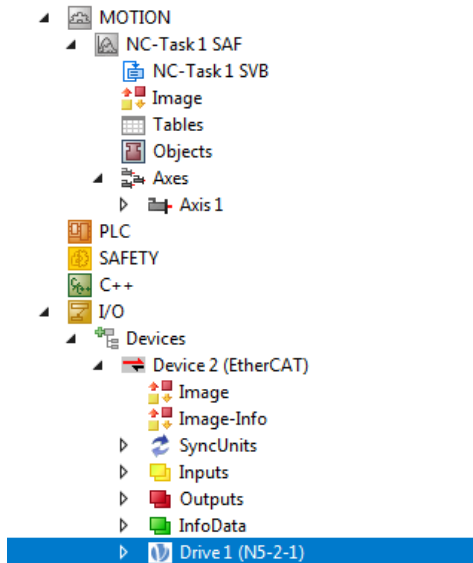 MOTION
NC-Task 1 SAF
NC-Task 1 SVB
Image
Tables
Objects
Axes
Axis 1
PLC
SAFETY
C++
I/O
Devices
Device 2 (EtherCAT)
Image
Image-Info
SyncUnits
Inputs
Outputs
InfoData
Drive 1 (N5-2-1)